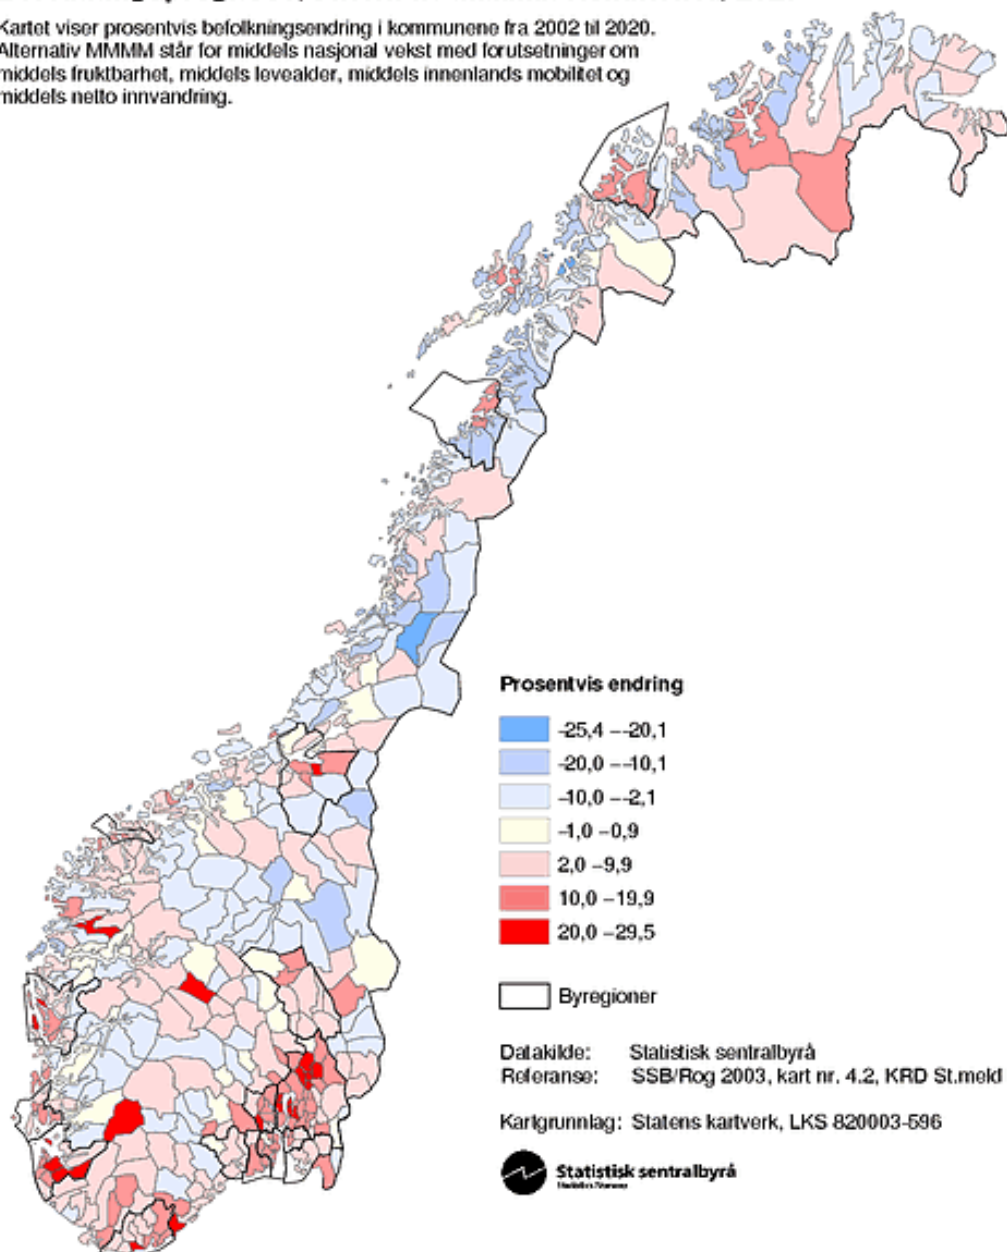 Kartet viser prosentvis befolkningsendring i kommunene fra 2002 til 2020.
Alternativ MMMM står for middels nasjonal vekst med forutsetninger om
middels fruktbarhet, middels levealder, middels innenlands mobilitet og
middels netto innvandring.
Prosentvis endring
-25,4 --20,1
-20,0 --10,1
-10,0 --2,1
-1,0 -0,9
2,0 -9,9
10,0 -19,9
20,0 -29,5
Byregioner
Datakilde: Statistisk sentralbyrå
Referanse: SSB/Rog 2003, kart nr. 4.2, KRD St.meld
Kartgrunnlag: Statens kartverk, LKS 820003-596
Statistisk sentralbyrå